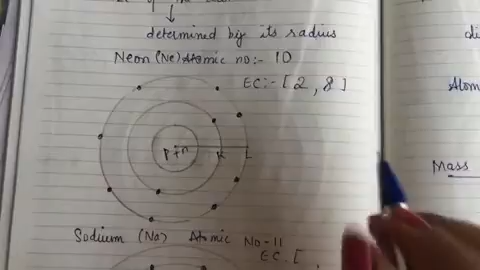 determined by its radius
Neon (Ne) Atomic no:- 10
EC:- [ 2 , 8 ]
P+n K L
Sodium (Na) Atomic No-11
EC. [
Atom
Mass